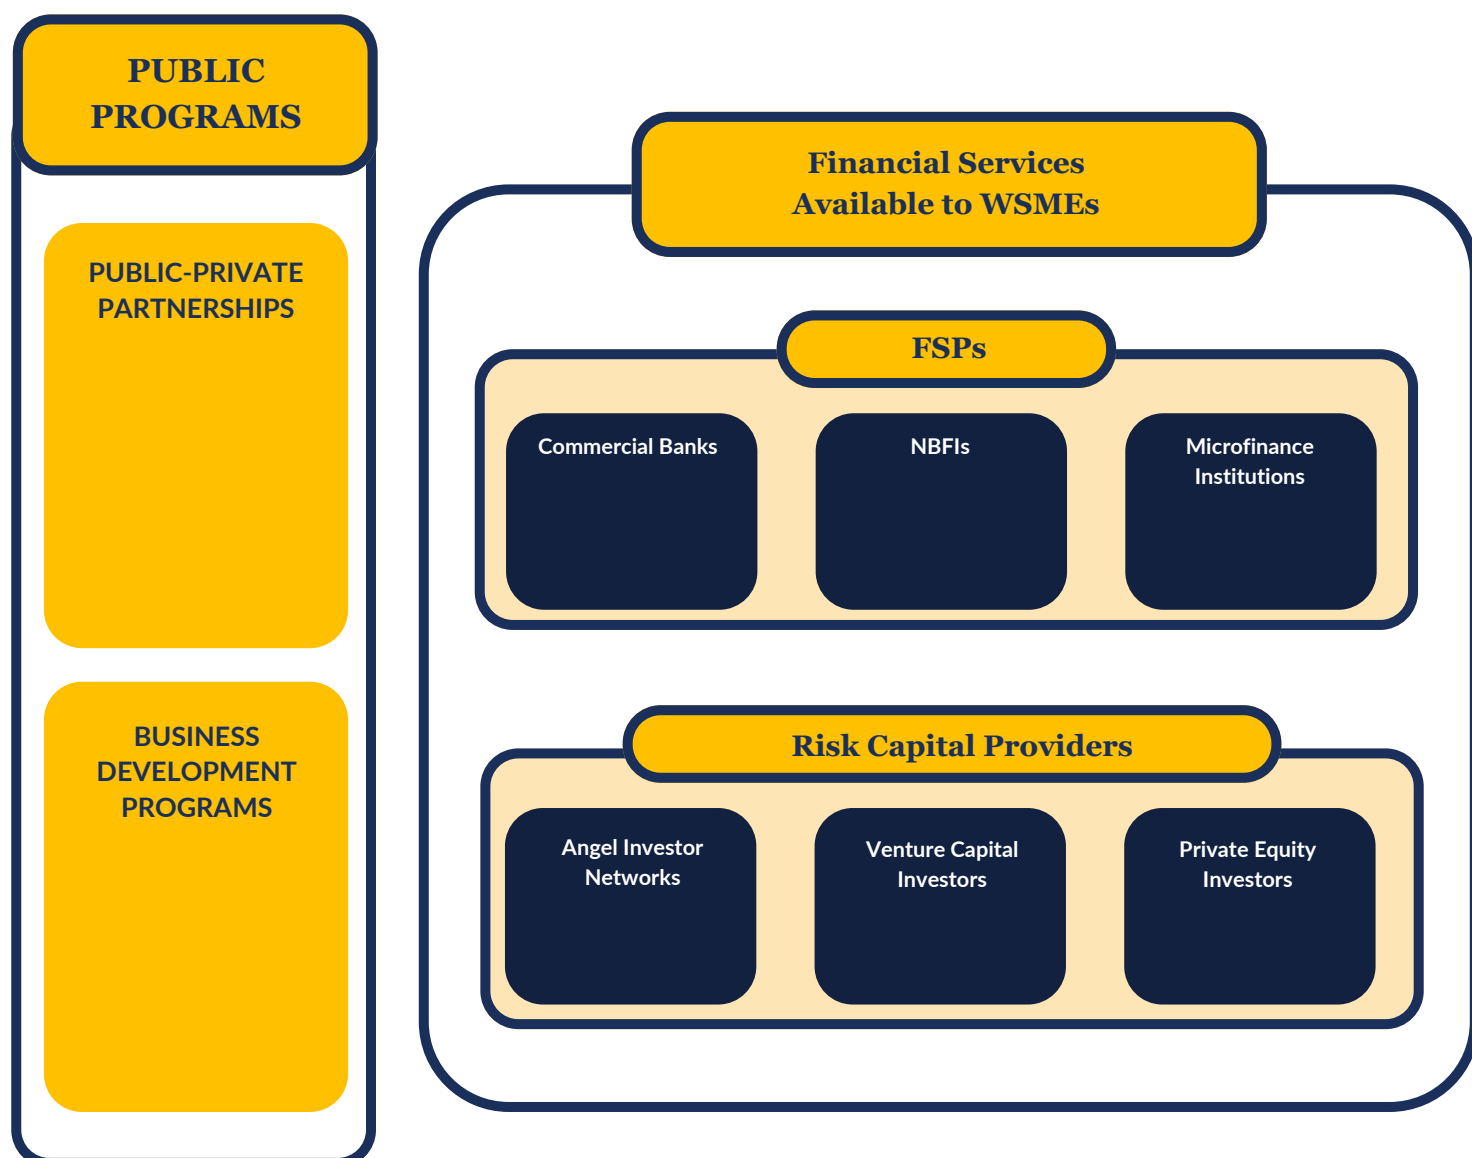 PUBLIC
PROGRAMS
PUBLIC-PRIVATE
PARTNERSHIPS
BUSINESS
DEVELOPMENT
PROGRAMS
Financial Services
Available to WSMEs
FSPs
Commercial Banks
NBFIs
Microfinance
Institutions
Risk Capital Providers
Angel Investor
Networks
Venture Capital
Investors
Private Equity
Investors